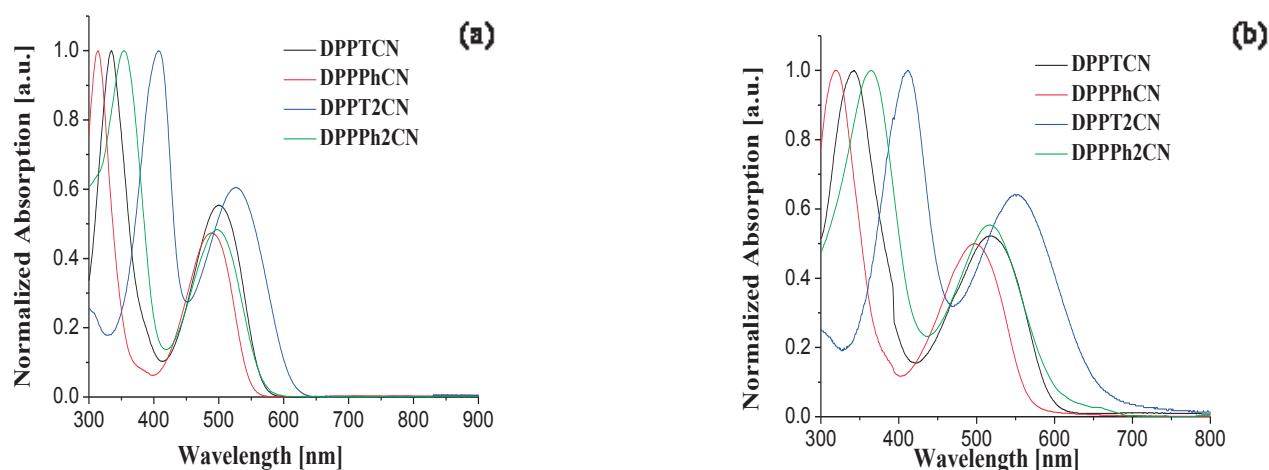 (a)
DPPTCN
DPPPhCN
DPPT2CN
DPPPh2CN
1.0
0.8
0.6
0.4
0.2
0.0
Normalized Absorption [a.u.]
300 400 500 600 700 800 900
Wavelength [nm]
(b)
DPPTCN
DPPPhCN
DPPT2CN
DPPPh2CN
1.0
0.8
0.6
0.4
0.2
0.0
Normalized Absorption [a.u.]
300 400 500 600 700 800
Wavelength [nm]